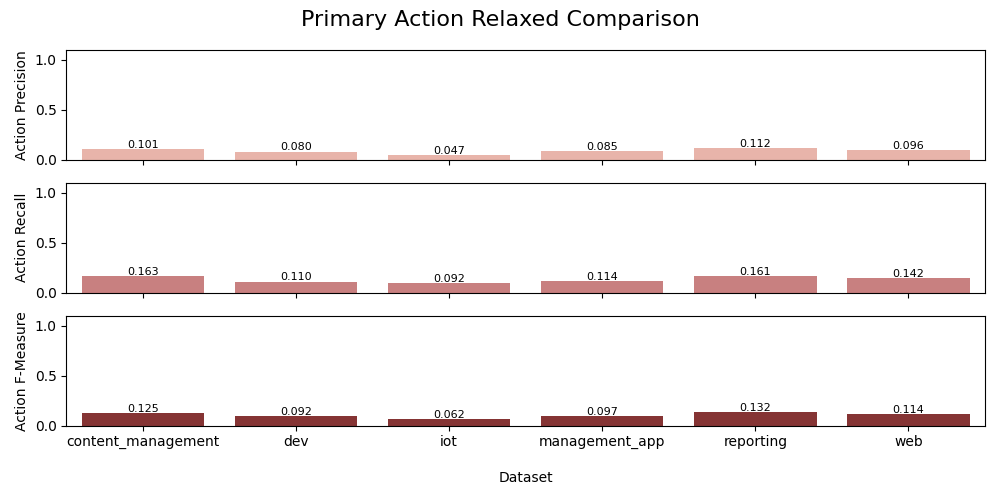 Primary Action Relaxed Comparison
Action Precision
1.0
0.5
0.0
0.101 0.080 0.047 0.085 0.112 0.096
Action Recall
1.0
0.5
0.0
0.163 0.110 0.092 0.114 0.161 0.142
Action F-Measure
1.0
0.5
0.0
0.125 0.092 0.062 0.097 0.132 0.114
content_management dev iot management_app reporting web
Dataset